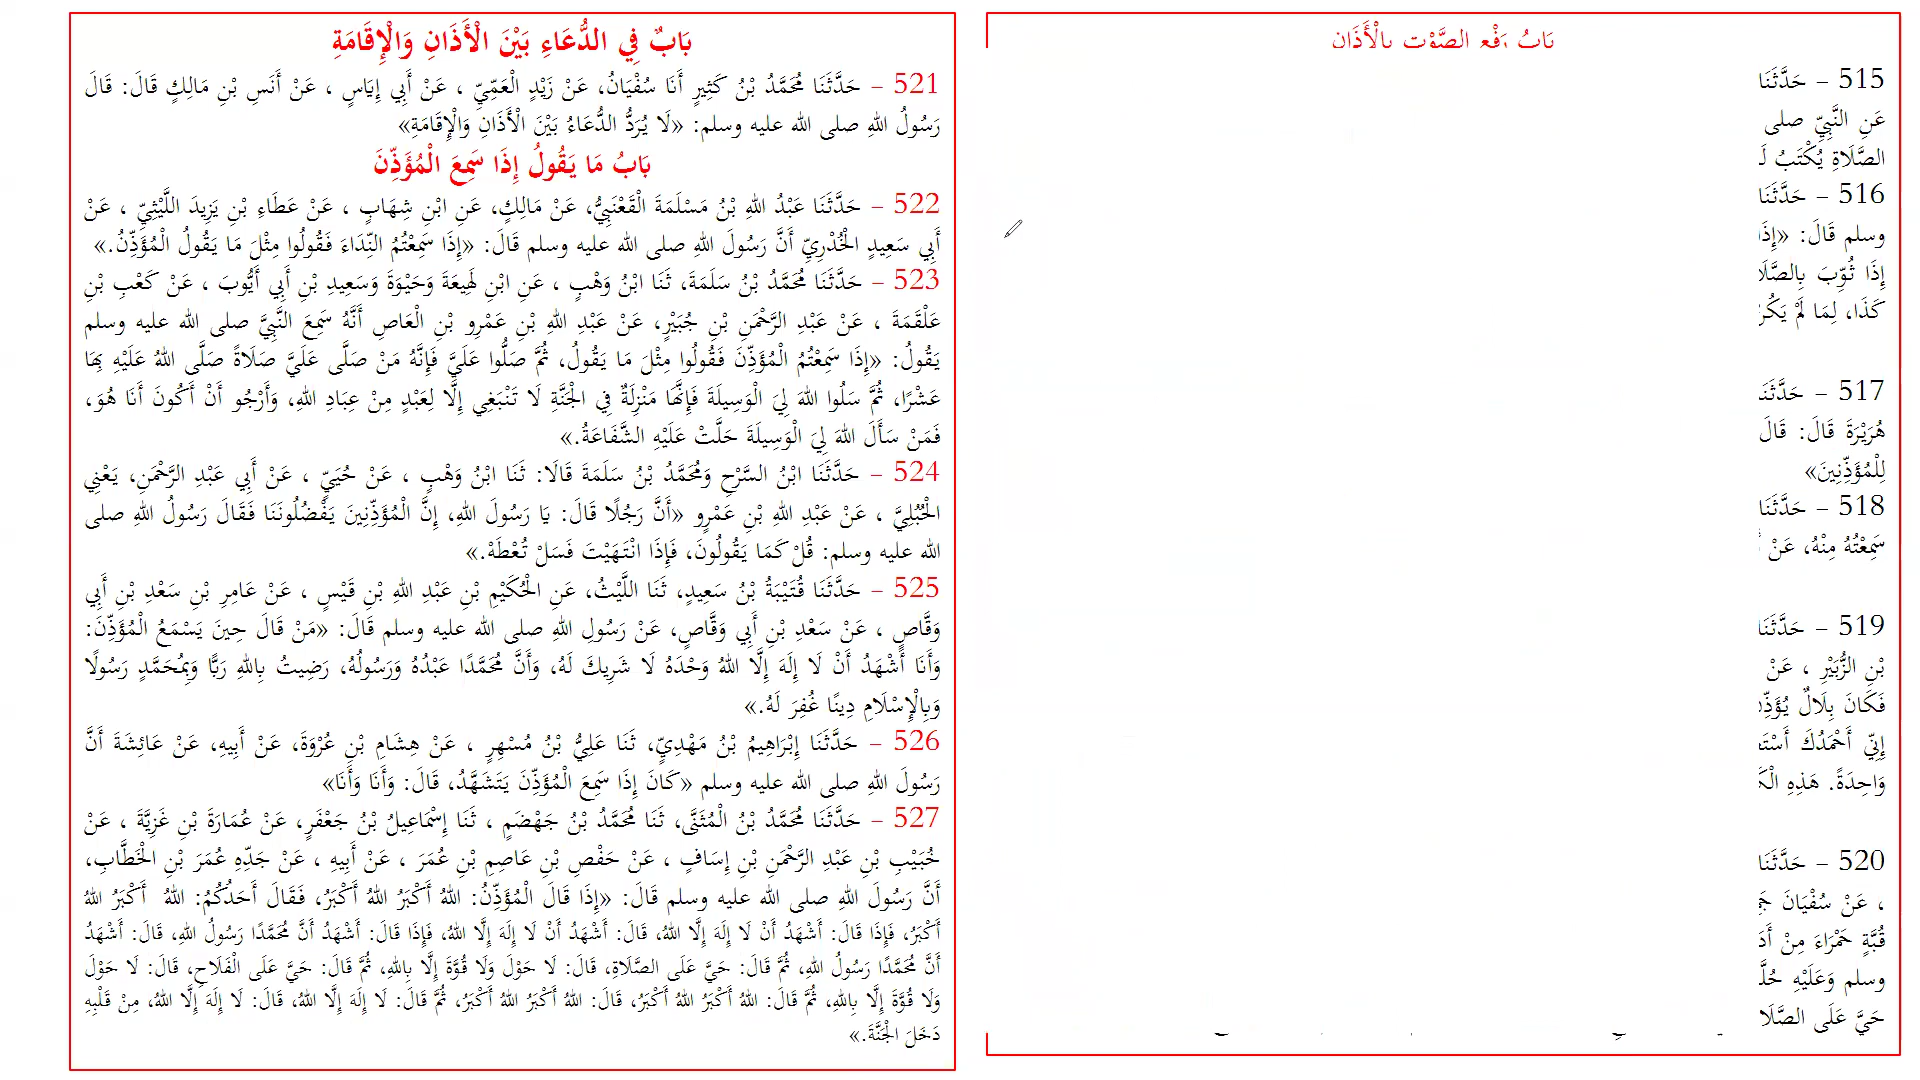 بَابُ رَفْعِ الصَّوْتِ بِالْأَذَانِ
515 – حَدَّثَنَا
عَنِ النَّبِيِّ صلى
الصَّلَاةِ يُكْتَبُ
516 – حَدَّثَنَا
وسلم قَالَ: «إِذَا
إِذَا ثُوِّبَ بِالصَّلَا
كَذَا، لِمَا لَمْ يَكُنْ
517 – حَدَّثَنَا
هُرَيْرَةَ قَالَ: قَالَ
لِلْمُؤَذِّنِينَ»
518 – حَدَّثَنَا
سَمِعْتُهُ مِنْهُ، عَنْ
519 – حَدَّثَنَا
بْنِ الزُّبَيْرِ ، عَنْ
فَكَانَ بِلَالٌ يُؤَذِّنُ
إِنِّي أَحْمَدُكَ
وَاحِدَةً. هَذِهِ
520 – حَدَّثَنَا
، عَنْ سُفْيَانَ
قُبَّةٍ حَمْرَاءَ مِنْ
وسلم وَعَلَيْهِ
حَيَّ عَلَى الصَّلَا
بَابٌ فِي الدُّعَاءِ بَيْنَ الْأَذَانِ وَالْإِقَامَةِ
521 – حَدَّثَنَا مُحَمَّدُ بْنُ كَثِيرٍ أَنَا سُفْيَانُ، عَنْ زَيْدٍ الْعَمِّيِّ ، عَنْ أَبِي إِيَاسٍ ، عَنْ أَنَسِ بْنِ مَالِكٍ قَالَ: قَالَ
رَسُولُ اللهِ صلى الله عليه وسلم: «لَا يُرَدُّ الدُّعَاءُ بَيْنَ الْأَذَانِ وَالْإِقَامَةِ»
بَابُ مَا يَقُولُ إِذَا سَمِعَ الْمُؤَذِّنَ
522 – حَدَّثَنَا عَبْدُ اللهِ بْنُ مَسْلَمَةَ الْقَعْنَبِيُّ، عَنْ مَالِكٍ، عَنِ ابْنِ شِهَابٍ ، عَنْ عَطَاءِ بْنِ يَزِيدَ اللَّيْثِيِّ ، عَنْ
أَبِي سَعِيدٍ الْخُدْرِيِّ أَنَّ رَسُولَ اللهِ صلى الله عليه وسلم قَالَ: «إِذَا سَمِعْتُمُ النِّدَاءَ فَقُولُوا مِثْلَ مَا يَقُولُ الْمُؤَذِّنُ.»
523 – حَدَّثَنَا مُحَمَّدُ بْنُ سَلَمَةَ، ثَنَا ابْنُ وَهْبٍ ، عَنِ ابْنِ لَهِيعَةَ وَحَيْوَةَ وَسَعِيدِ بْنِ أَبِي أَيُّوبَ ، عَنْ كَعْبِ بْنِ
عَلْقَمَةَ ، عَنْ عَبْدِ الرَّحْمَنِ بْنِ جُبَيْرٍ، عَنْ عَبْدِ اللهِ بْنِ عَمْرِو بْنِ الْعَاصِ أَنَّهُ سَمِعَ النَّبِيَّ صلى الله عليه وسلم
يَقُولُ: «إِذَا سَمِعْتُمُ الْمُؤَذِّنَ فَقُولُوا مِثْلَ مَا يَقُولُ، ثُمَّ صَلُّوا عَلَيَّ فَإِنَّهُ مَنْ صَلَّى عَلَيَّ صَلَاةً صَلَّى اللهُ عَلَيْهِ بِهَا
عَشْرًا، ثُمَّ سَلُوا اللهَ لِيَ الْوَسِيلَةَ فَإِنَّهَا مَنْزِلَةٌ فِي الْجَنَّةِ لَا تَنْبَغِي إِلَّا لِعَبْدٍ مِنْ عِبَادِ اللهِ، وَأَرْجُو أَنْ أَكُونَ أَنَا هُوَ،
فَمَنْ سَأَلَ اللهَ لِيَ الْوَسِيلَةَ حَلَّتْ عَلَيْهِ الشَّفَاعَةُ.»
524 – حَدَّثَنَا ابْنُ السَّرْحِ وَمُحَمَّدُ بْنُ سَلَمَةَ قَالَا: ثَنَا ابْنُ وَهْبٍ ، عَنْ حُيَيٍّ ، عَنْ أَبِي عَبْدِ الرَّحْمَنِ، يَعْنِي
الْحُبُلِيَّ ، عَنْ عَبْدِ اللهِ بْنِ عَمْرٍو «أَنَّ رَجُلًا قَالَ: يَا رَسُولَ اللهِ، إِنَّ الْمُؤَذِّنِينَ يَفْضُلُونَنَا فَقَالَ رَسُولُ اللهِ صلى
الله عليه وسلم: قُلْ كَمَا يَقُولُونَ، فَإِذَا انْتَهَيْتَ فَسَلْ تُعْطَهْ.»
525 – حَدَّثَنَا قُتَيْبَةُ بْنُ سَعِيدٍ، ثَنَا اللَّيْثُ، عَنِ الْحُكَيْمِ بْنِ عَبْدِ اللهِ بْنِ قَيْسٍ ، عَنْ عَامِرِ بْنِ سَعْدِ بْنِ أَبِي
وَقَّاصٍ ، عَنْ سَعْدِ بْنِ أَبِي وَقَّاصٍ، عَنْ رَسُولِ اللهِ صلى الله عليه وسلم قَالَ: «مَنْ قَالَ حِينَ يَسْمَعُ الْمُؤَذِّنَ:
وَأَنَا أَشْهَدُ أَنْ لَا إِلَهَ إِلَّا اللهُ وَحْدَهُ لَا شَرِيكَ لَهُ، وَأَنَّ مُحَمَّدًا عَبْدُهُ وَرَسُولُهُ، رَضِيتُ بِاللهِ رَبًّا وَبِمُحَمَّدٍ رَسُولًا
وَبِالْإِسْلَامِ دِينًا غُفِرَ لَهُ.»
526 – حَدَّثَنَا إِبْرَاهِيمُ بْنُ مَهْدِيٍّ، ثَنَا عَلِيُّ بْنُ مُسْهِرٍ ، عَنْ هِشَامِ بْنِ عُرْوَةَ، عَنْ أَبِيهِ، عَنْ عَائِشَةَ أَنَّ
رَسُولَ اللهِ صلى الله عليه وسلم «كَانَ إِذَا سَمِعَ الْمُؤَذِّنَ يَتَشَهَّدُ، قَالَ: وَأَنَا وَأَنَا»
527 – حَدَّثَنَا مُحَمَّدُ بْنُ الْمُثَنَّى، ثَنَا مُحَمَّدُ بْنُ جَهْضَمٍ ، ثَنَا إِسْمَاعِيلُ بْنُ جَعْفَرٍ، عَنْ عُمَارَةَ بْنِ غَزِيَّةَ ، عَنْ
خُبَيْبِ بْنِ عَبْدِ الرَّحْمَنِ بْنِ إِسَافٍ ، عَنْ حَفْصِ بْنِ عَاصِمِ بْنِ عُمَرَ ، عَنْ أَبِيهِ ، عَنْ جَدِّهِ عُمَرَ بْنِ الْخَطَّابِ،
أَنَّ رَسُولَ اللهِ صلى الله عليه وسلم قَالَ: «إِذَا قَالَ الْمُؤَذِّنُ: اللهُ أَكْبَرُ اللهُ أَكْبَرُ، فَقَالَ أَحَدُكُمُ: اللهُ أَكْبَرُ اللهُ
أَكْبَرُ، فَإِذَا قَالَ: أَشْهَدُ أَنْ لَا إِلَهَ إِلَّا اللهُ، قَالَ: أَشْهَدُ أَنْ لَا إِلَهَ إِلَّا اللهُ، فَإِذَا قَالَ: أَشْهَدُ أَنَّ مُحَمَّدًا رَسُولُ اللهِ، قَالَ: أَشْهَدُ
أَنَّ مُحَمَّدًا رَسُولُ اللهِ، ثُمَّ قَالَ: حَيَّ عَلَى الصَّلَاةِ، قَالَ: لَا حَوْلَ وَلَا قُوَّةَ إِلَّا بِاللهِ، ثُمَّ قَالَ: حَيَّ عَلَى الْفَلَاحِ، قَالَ: لَا حَوْلَ
وَلَا قُوَّةَ إِلَّا بِاللهِ، ثُمَّ قَالَ: اللهُ أَكْبَرُ اللهُ أَكْبَرُ، قَالَ: اللهُ أَكْبَرُ اللهُ أَكْبَرُ، ثُمَّ قَالَ: لَا إِلَهَ إِلَّا اللهُ، قَالَ: لَا إِلَهَ إِلَّا اللهُ، مِنْ قَلْبِهِ
دَخَلَ الْجَنَّةَ.»